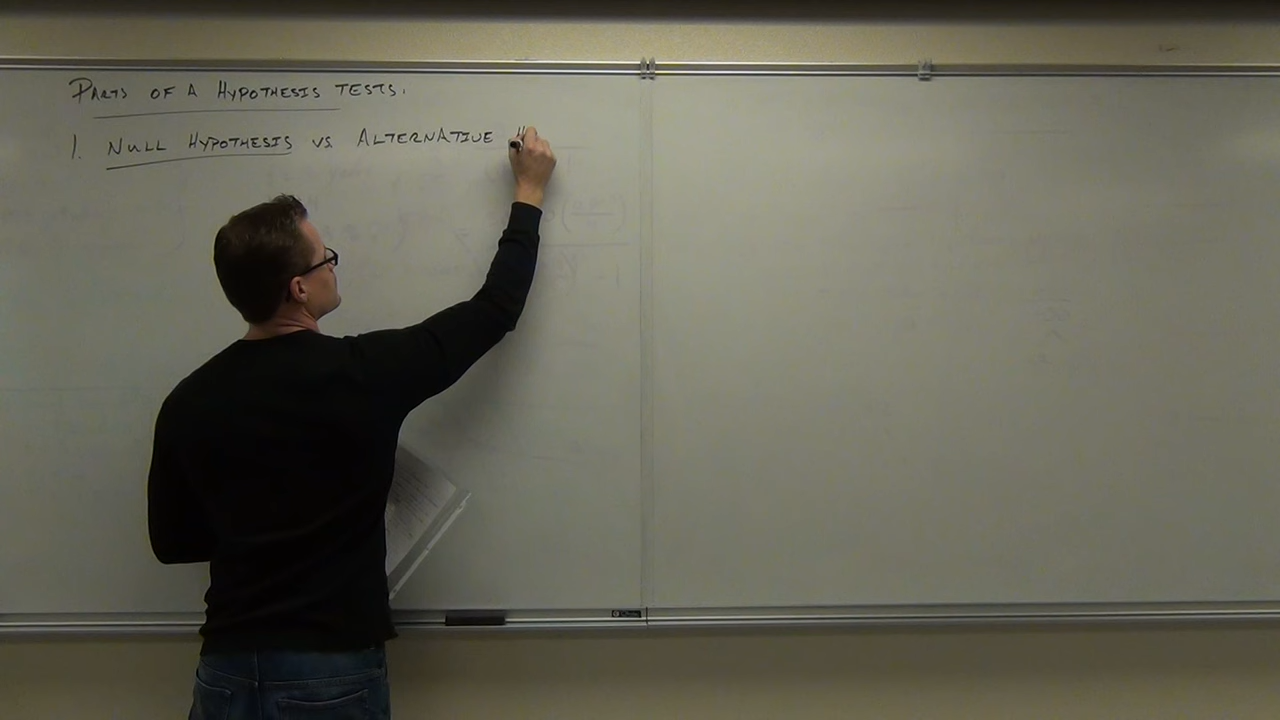 PARTS OF A HYPOTHESIS TESTS.
1. NULL HYPOTHESIS VS. ALTERNATIVE H